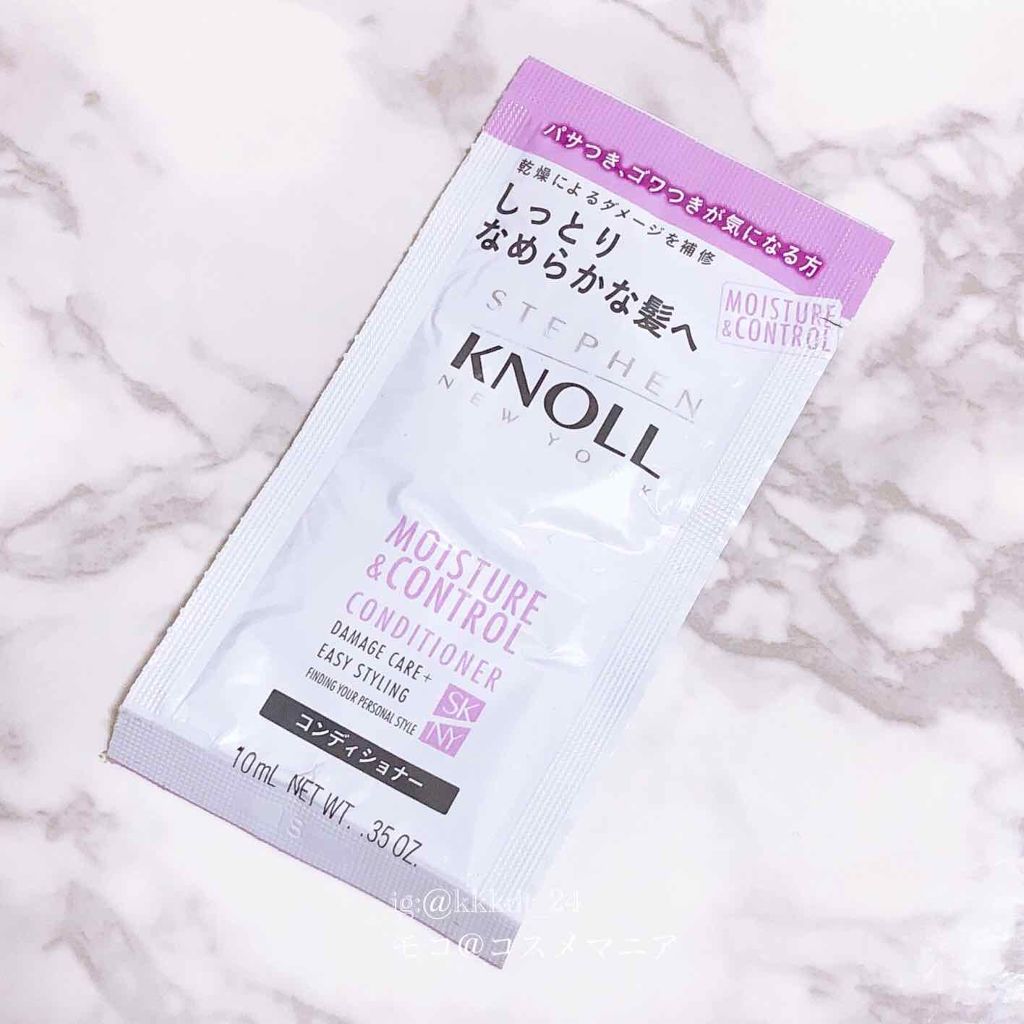 パサつき、ゴワつきが気になる方
乾燥によるダメージを補修
しっとり
なめらかな髪へ
MOISTURE
&CONTROL
STEPHEN
KNOLL
NEW YORK
MOISTURE
&CONTROL
CONDITIONER
DAMAGE CARE+
EASY STYLING
FINDING YOUR PERSONAL STYLE
SK
NY
コンディショナー
10mL NET WT. .35 OZ.
S
モコ@コスメマニア